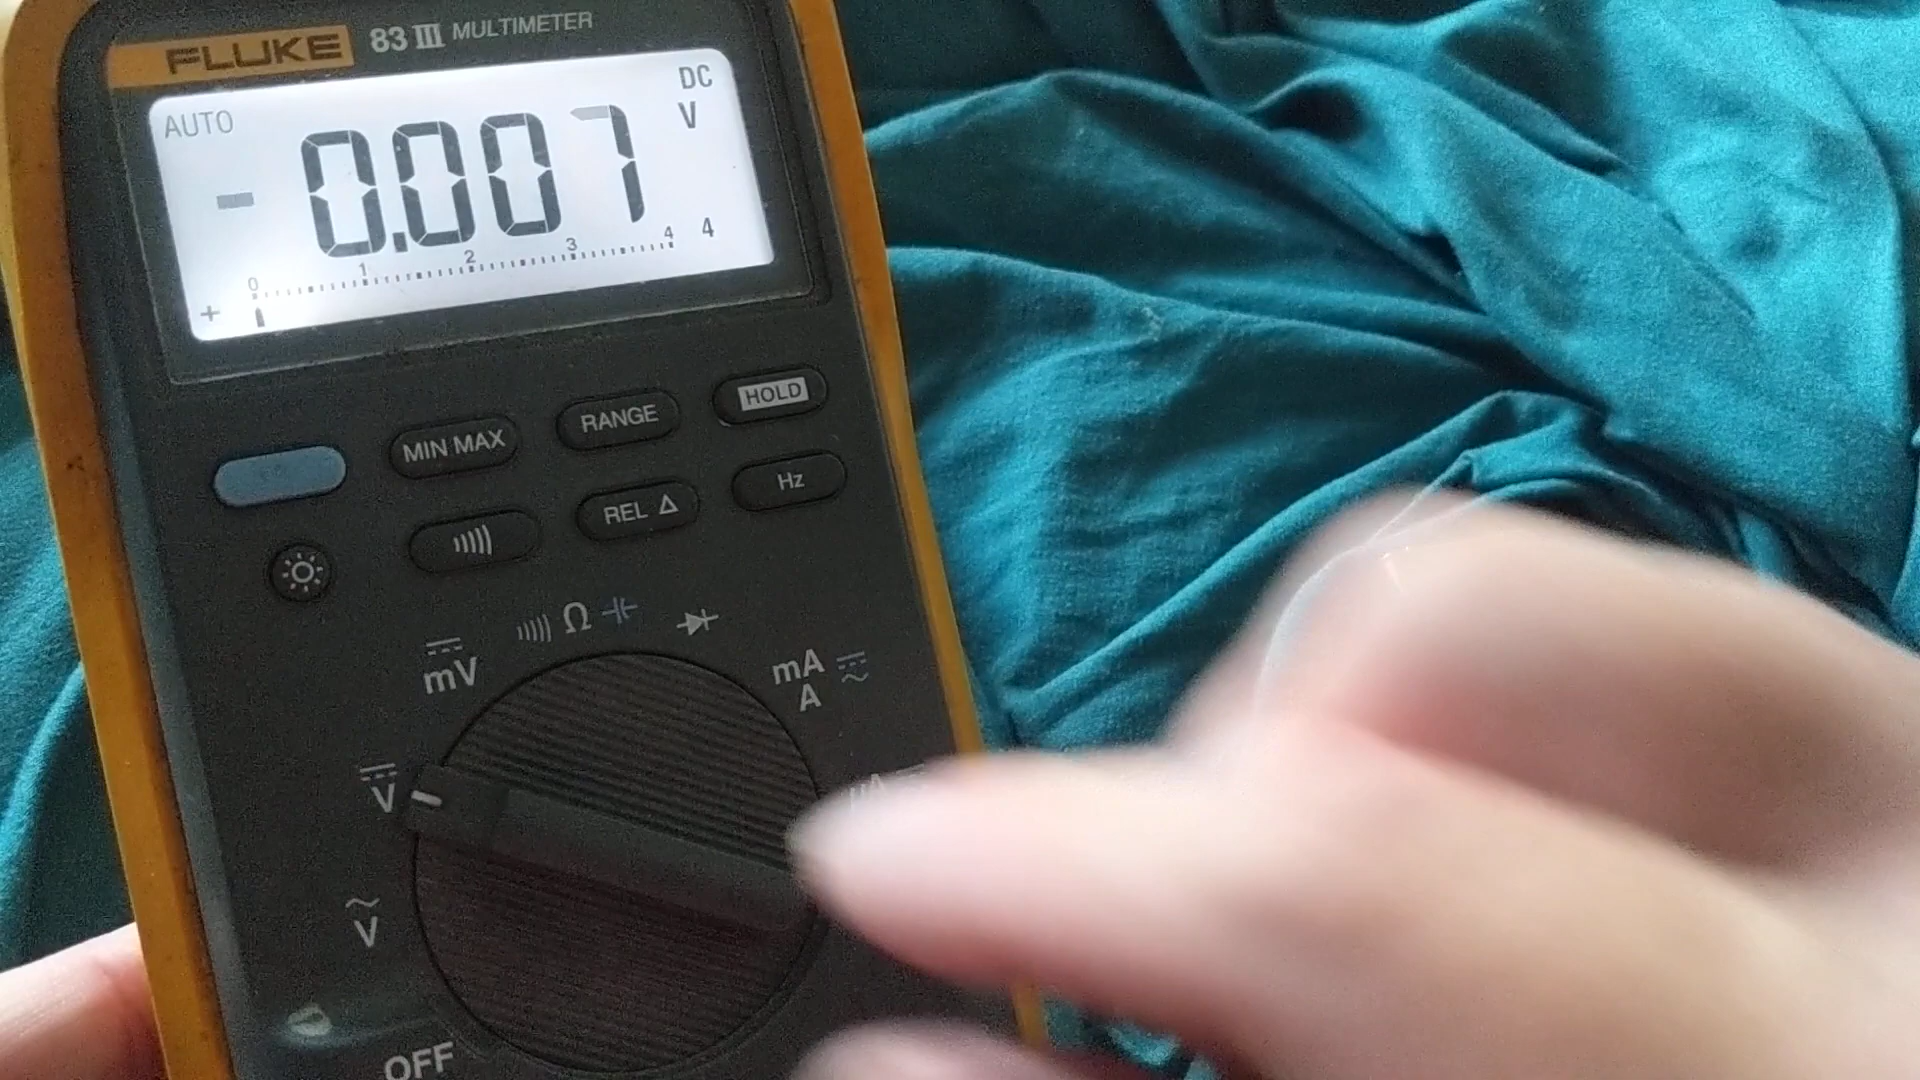 FLUKE 83 III MULTIMETER
AUTO DC
-0.007 V
0 1 2 3 4 4
+
MIN MAX RANGE HOLD
REL Δ Hz
mV Ω mA
A
V
V
OFF